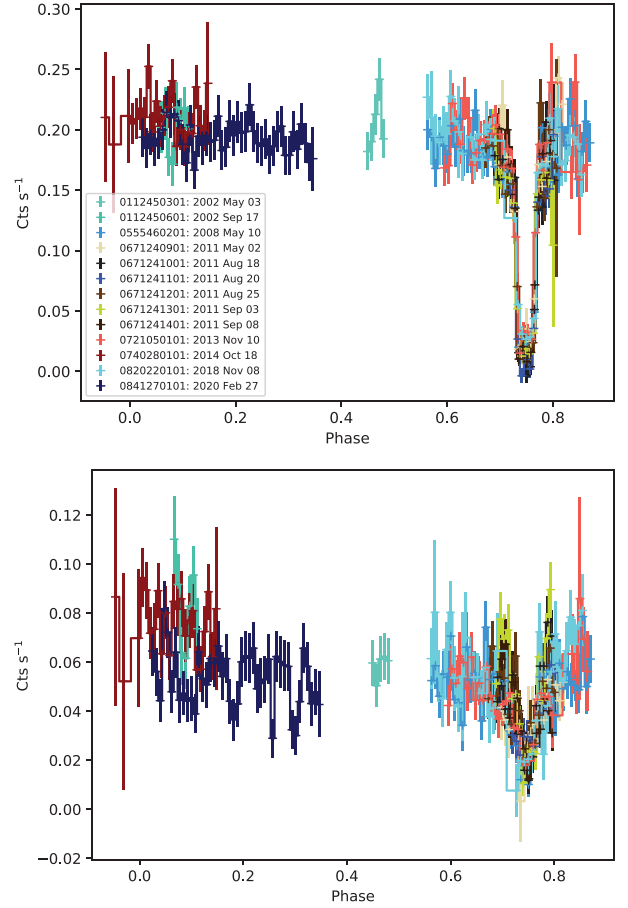 0.30
0.25
0.20
0.15
0.10
0.05
0.00
Cts s⁻¹
0112450301: 2002 May 03
0112450601: 2002 Sep 17
0555460201: 2008 May 10
0671240901: 2011 May 02
0671241001: 2011 Aug 18
0671241101: 2011 Aug 20
0671241201: 2011 Aug 25
0671241301: 2011 Sep 03
0671241401: 2011 Sep 08
0721050101: 2013 Nov 10
0740280101: 2014 Oct 18
0820220101: 2018 Nov 08
0841270101: 2020 Feb 27
0.0 0.2 0.4 0.6 0.8
Phase
0.12
0.10
0.08
0.06
0.04
0.02
0.00
−0.02
Cts s⁻¹
0.0 0.2 0.4 0.6 0.8
Phase